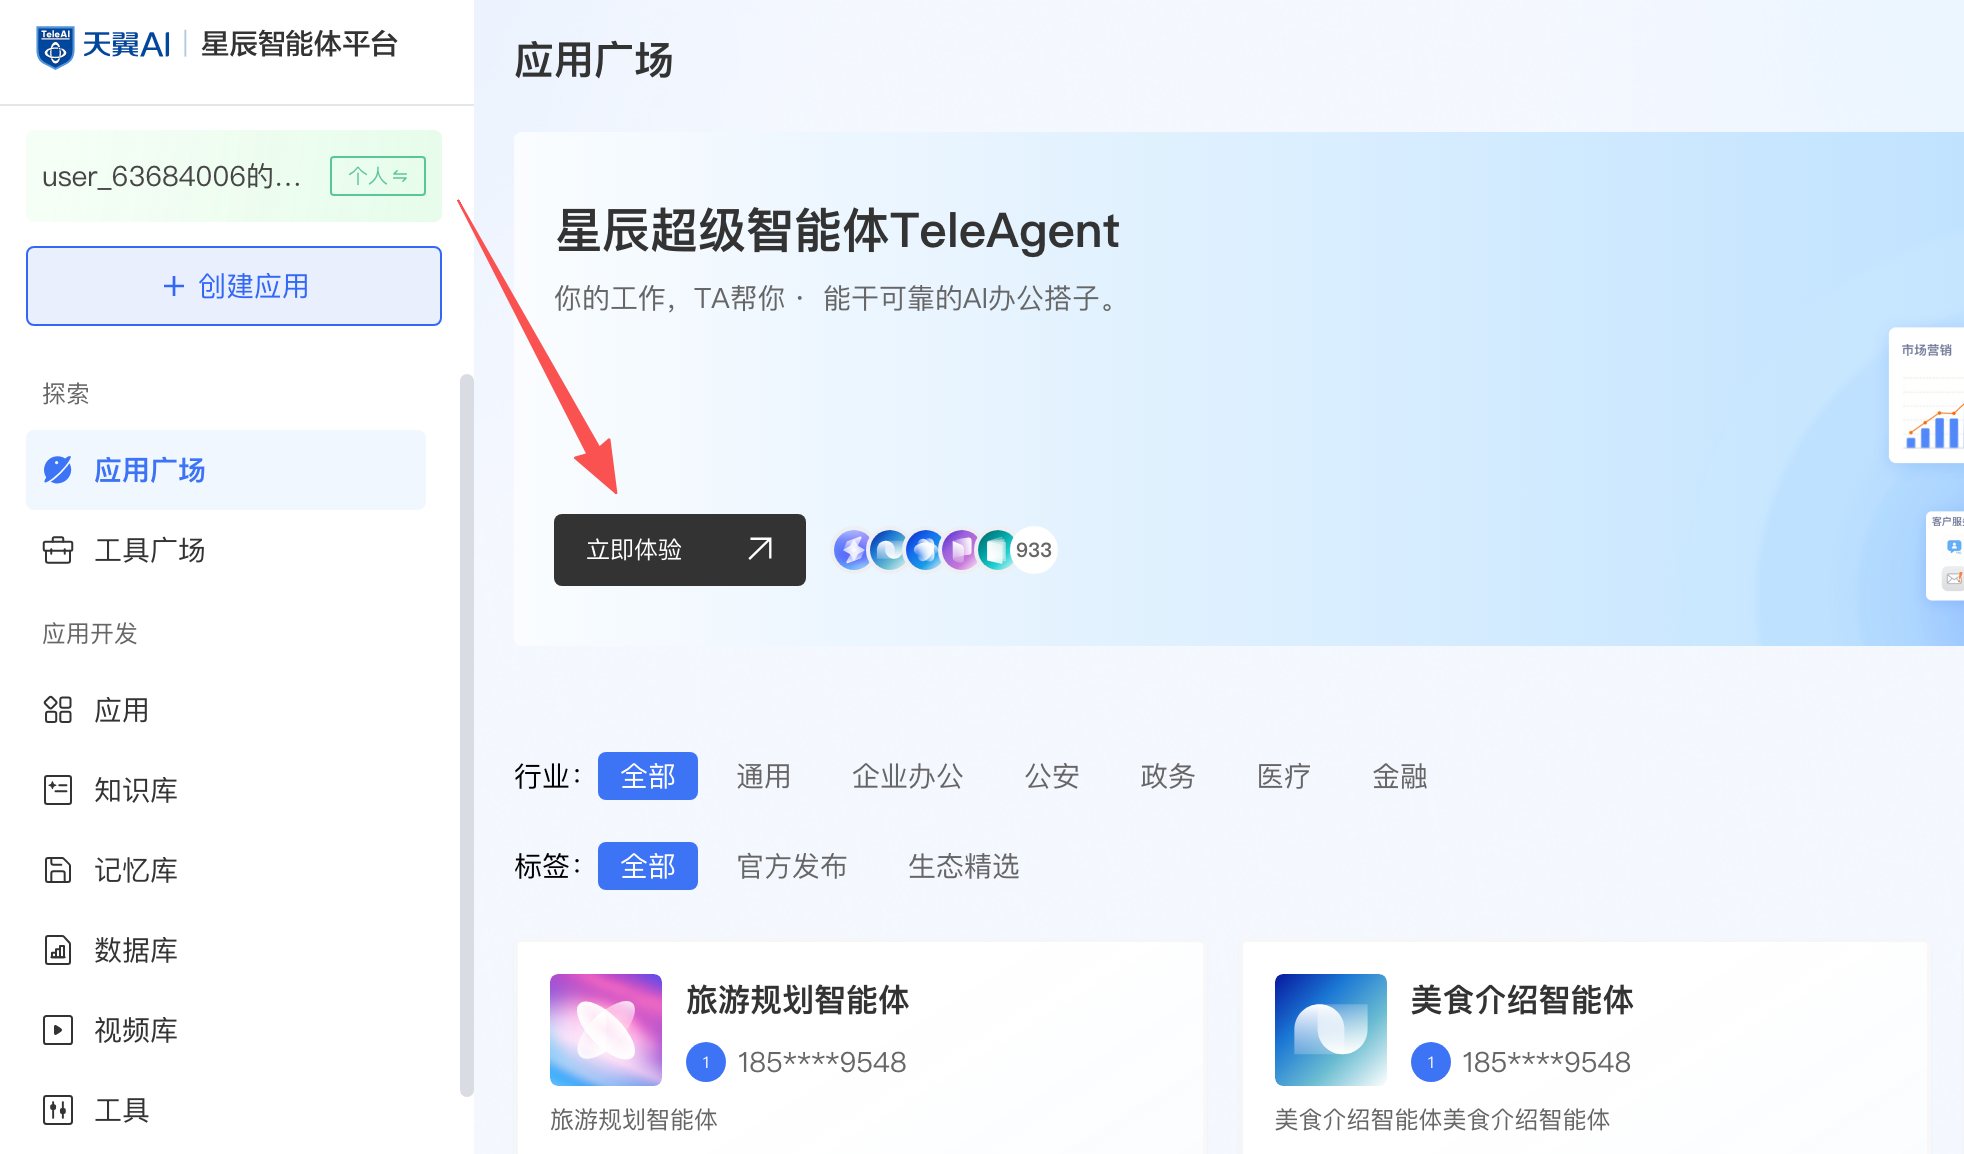 TeleAI
天翼AI | 星辰智能体平台
user_63684006的...
个人
+ 创建应用
探索
应用广场
工具广场
应用开发
应用
知识库
记忆库
数据库
视频库
工具
应用广场
星辰超级智能体TeleAgent
你的工作，TA帮你 · 能干可靠的AI办公搭子。
立即体验
933
市场营销
客户服
行业： 全部 通用 企业办公 公安 政务 医疗 金融
标签： 全部 官方发布 生态精选
旅游规划智能体
1 185****9548
旅游规划智能体
美食介绍智能体
1 185****9548
美食介绍智能体美食介绍智能体